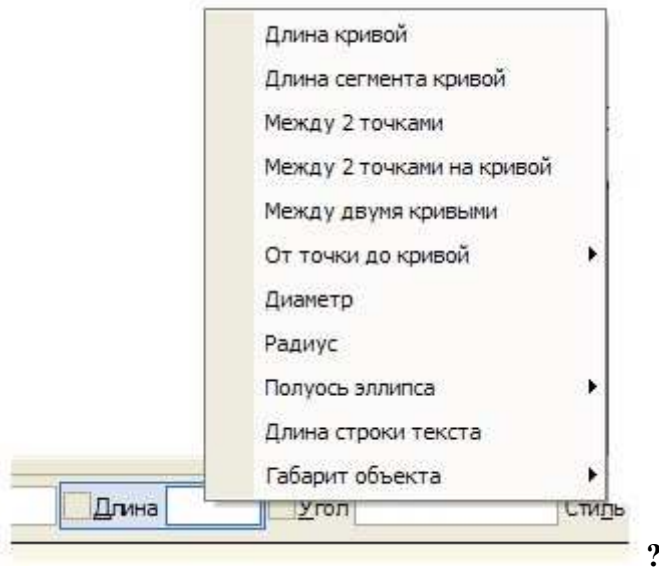 Длина кривой
Длина сегмента кривой
Между 2 точками
Между 2 точками на кривой
Между двумя кривыми
От точки до кривой
Диаметр
Радиус
Полуось эллипса
Длина строки текста
Габарит объекта
Длина Угол Стиль
?